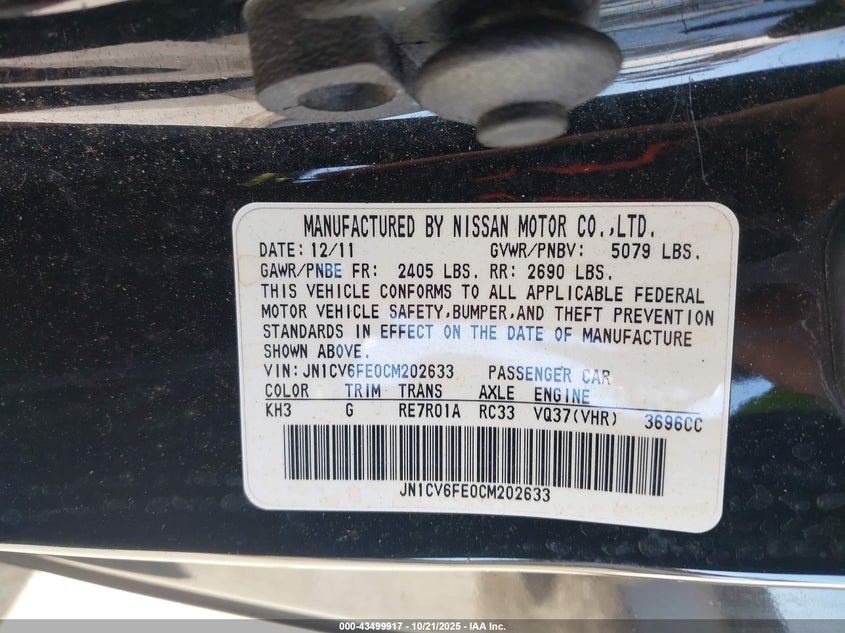 MANUFACTURED BY NISSAN MOTOR CO.,LTD.
DATE: 12/11 GVWR/PNBV: 5079 LBS.
GAWR/PNBE FR: 2405 LBS. RR: 2690 LBS.
THIS VEHICLE CONFORMS TO ALL APPLICABLE FEDERAL
MOTOR VEHICLE SAFETY,BUMPER,AND THEFT PREVENTION
STANDARDS IN EFFECT ON THE DATE OF MANUFACTURE
SHOWN ABOVE.
VIN:JN1CV6FE0CM202633 PASSENGER CAR
COLOR TRIM TRANS AXLE ENGINE
KH3 G RE7R01A RC33 VQ37(VHR) 3696CC
JN1CV6FE0CM202633
000-43499917 - 10/21/2025 - IAA Inc.